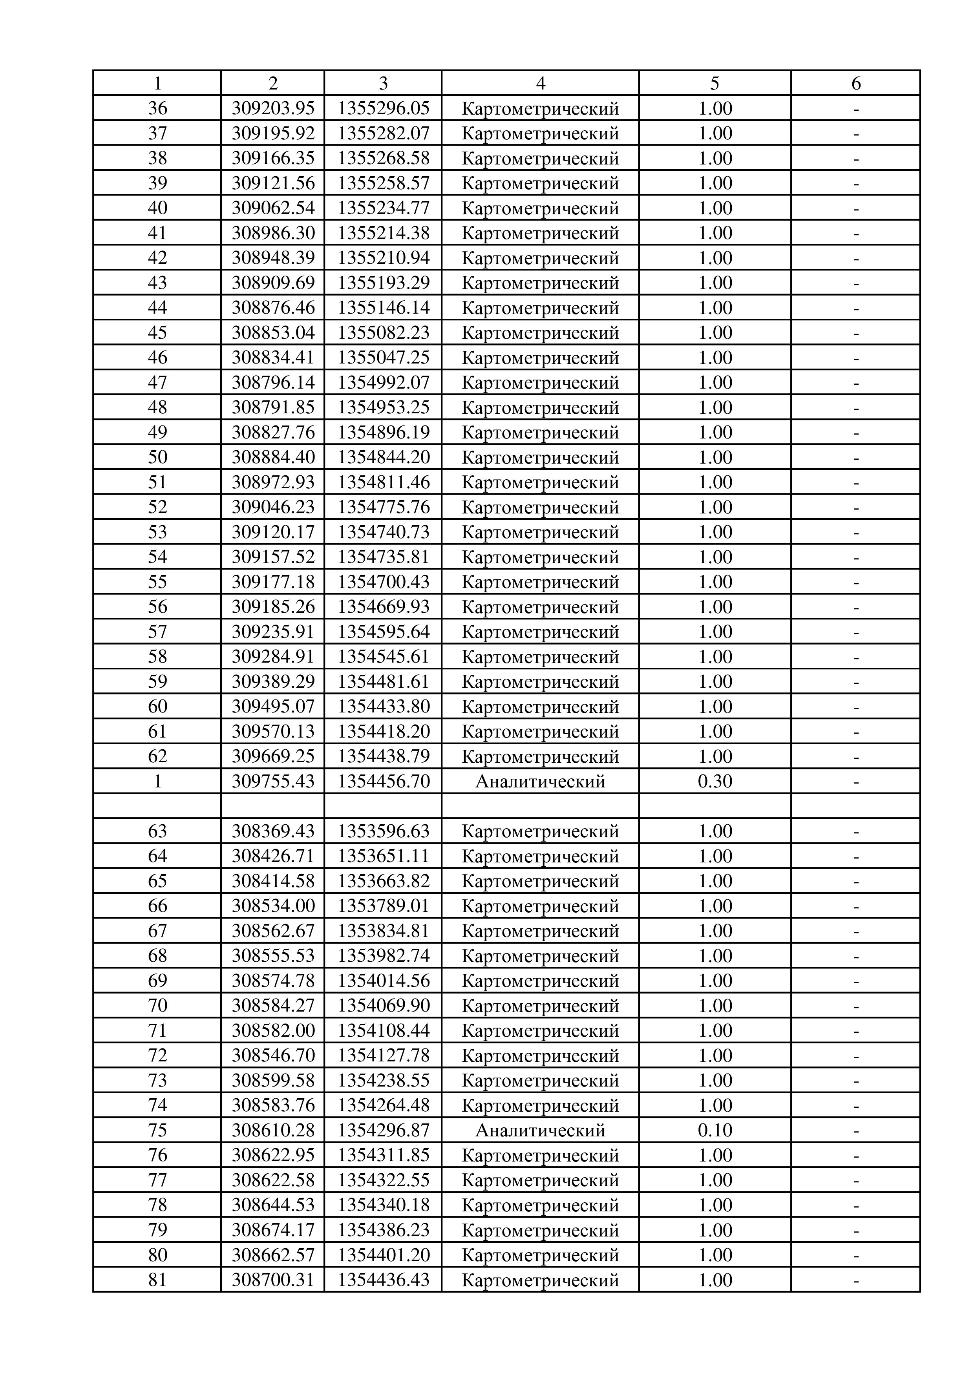 1 2 3 4 5 6
36 309203.95 1355296.05 Картометрический 1.00 -
37 309195.92 1355282.07 Картометрический 1.00 -
38 309166.35 1355268.58 Картометрический 1.00 -
39 309121.56 1355258.57 Картометрический 1.00 -
40 309062.54 1355234.77 Картометрический 1.00 -
41 308986.30 1355214.38 Картометрический 1.00 -
42 308948.39 1355210.94 Картометрический 1.00 -
43 308909.69 1355193.29 Картометрический 1.00 -
44 308876.46 1355146.14 Картометрический 1.00 -
45 308853.04 1355082.23 Картометрический 1.00 -
46 308834.41 1355047.25 Картометрический 1.00 -
47 308796.14 1354992.07 Картометрический 1.00 -
48 308791.85 1354953.25 Картометрический 1.00 -
49 308827.76 1354896.19 Картометрический 1.00 -
50 308884.40 1354844.20 Картометрический 1.00 -
51 308972.93 1354811.46 Картометрический 1.00 -
52 309046.23 1354775.76 Картометрический 1.00 -
53 309120.17 1354740.73 Картометрический 1.00 -
54 309157.52 1354735.81 Картометрический 1.00 -
55 309177.18 1354700.43 Картометрический 1.00 -
56 309185.26 1354669.93 Картометрический 1.00 -
57 309235.91 1354595.64 Картометрический 1.00 -
58 309284.91 1354545.61 Картометрический 1.00 -
59 309389.29 1354481.61 Картометрический 1.00 -
60 309495.07 1354433.80 Картометрический 1.00 -
61 309570.13 1354418.20 Картометрический 1.00 -
62 309669.25 1354438.79 Картометрический 1.00 -
1 309755.43 1354456.70 Аналитический 0.30 -
63 308369.43 1353596.63 Картометрический 1.00 -
64 308426.71 1353651.11 Картометрический 1.00 -
65 308414.58 1353663.82 Картометрический 1.00 -
66 308534.00 1353789.01 Картометрический 1.00 -
67 308562.67 1353834.81 Картометрический 1.00 -
68 308555.53 1353982.74 Картометрический 1.00 -
69 308574.78 1354014.56 Картометрический 1.00 -
70 308584.27 1354069.90 Картометрический 1.00 -
71 308582.00 1354108.44 Картометрический 1.00 -
72 308546.70 1354127.78 Картометрический 1.00 -
73 308599.58 1354238.55 Картометрический 1.00 -
74 308583.76 1354264.48 Картометрический 1.00 -
75 308610.28 1354296.87 Аналитический 0.10 -
76 308622.95 1354311.85 Картометрический 1.00 -
77 308622.58 1354322.55 Картометрический 1.00 -
78 308644.53 1354340.18 Картометрический 1.00 -
79 308674.17 1354386.23 Картометрический 1.00 -
80 308662.57 1354401.20 Картометрический 1.00 -
81 308700.31 1354436.43 Картометрический 1.00 -